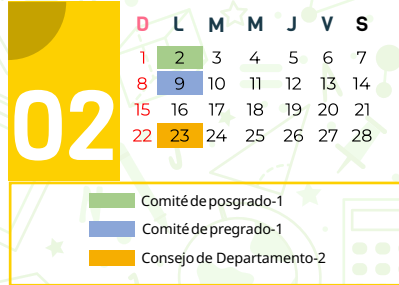 02
D L M M J V S
1 2 3 4 5 6 7
8 9 10 11 12 13 14
15 16 17 18 19 20 21
22 23 24 25 26 27 28
Comité de posgrado-1
Comité de pregrado-1
Consejo de Departamento-2